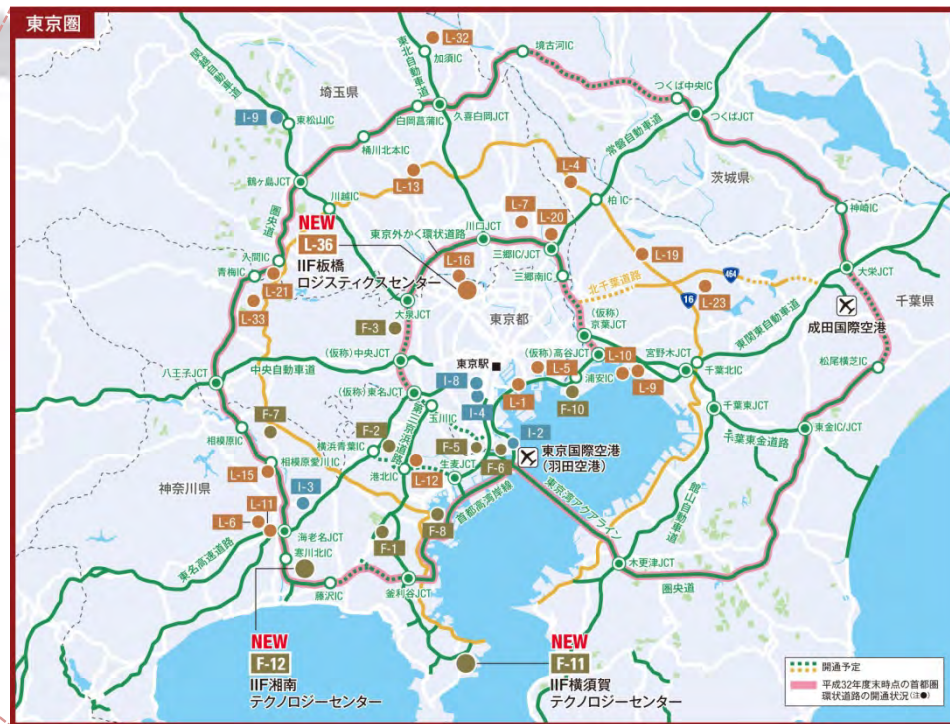 東京圏
L-32
加須IC
境古河IC
東北自動車道
関越自動車道
埼玉県
つくば中央IC
I-9
東松山IC
白岡菖蒲IC
久喜白岡JCT
つくばJCT
常磐自動車道
桶川北本IC
茨城県
L-13
L-4
鶴ヶ島JCT
川越IC
柏IC
神崎IC
NEW
L-36
IIF板橋
ロジスティクスセンター
圏央道
東京外かく環状道路
川口JCT
L-7
L-20
三郷IC/JCT
入間IC
青梅IC
L-21
L-33
L-16
三郷南IC
L-19
北千葉道路
464
大栄JCT
16
L-23
千葉県
成田国際空港
大泉JCT
東京都
F-3
(仮称)
京葉JCT
東関東自動車道
(仮称)中央JCT
東京駅
(仮称)高谷JCT
L-10
宮野木JCT
松尾横芝IC
八王子JCT
中央自動車道
L-5
浦安IC
L-9
千葉北IC
(仮称)東名JCT
I-8
L-1
F-10
千葉東JCT
第三京浜道路
玉川IC
I-4
F-7
F-2
横浜青葉IC
I-2
東京国際空港
(羽田空港)
東金IC/JCT
千葉東金道路
相模原IC
F-5
F-6
港北IC
L-12
生麦JCT
相模原愛川IC
L-15
神奈川県
I-3
首都高湾岸線
東京湾アクアライン
館山自動車道
L-11
L-6
F-8
F-1
海老名JCT
東名高速道路
寒川北IC
木更津JCT
圏央道
藤沢IC
釜利谷JCT
NEW
F-12
IIF湘南
テクノロジーセンター
NEW
F-11
IIF横須賀
テクノロジーセンター
開通予定
平成32年度末時点の首都圏
環状道路の開通状況(注●)